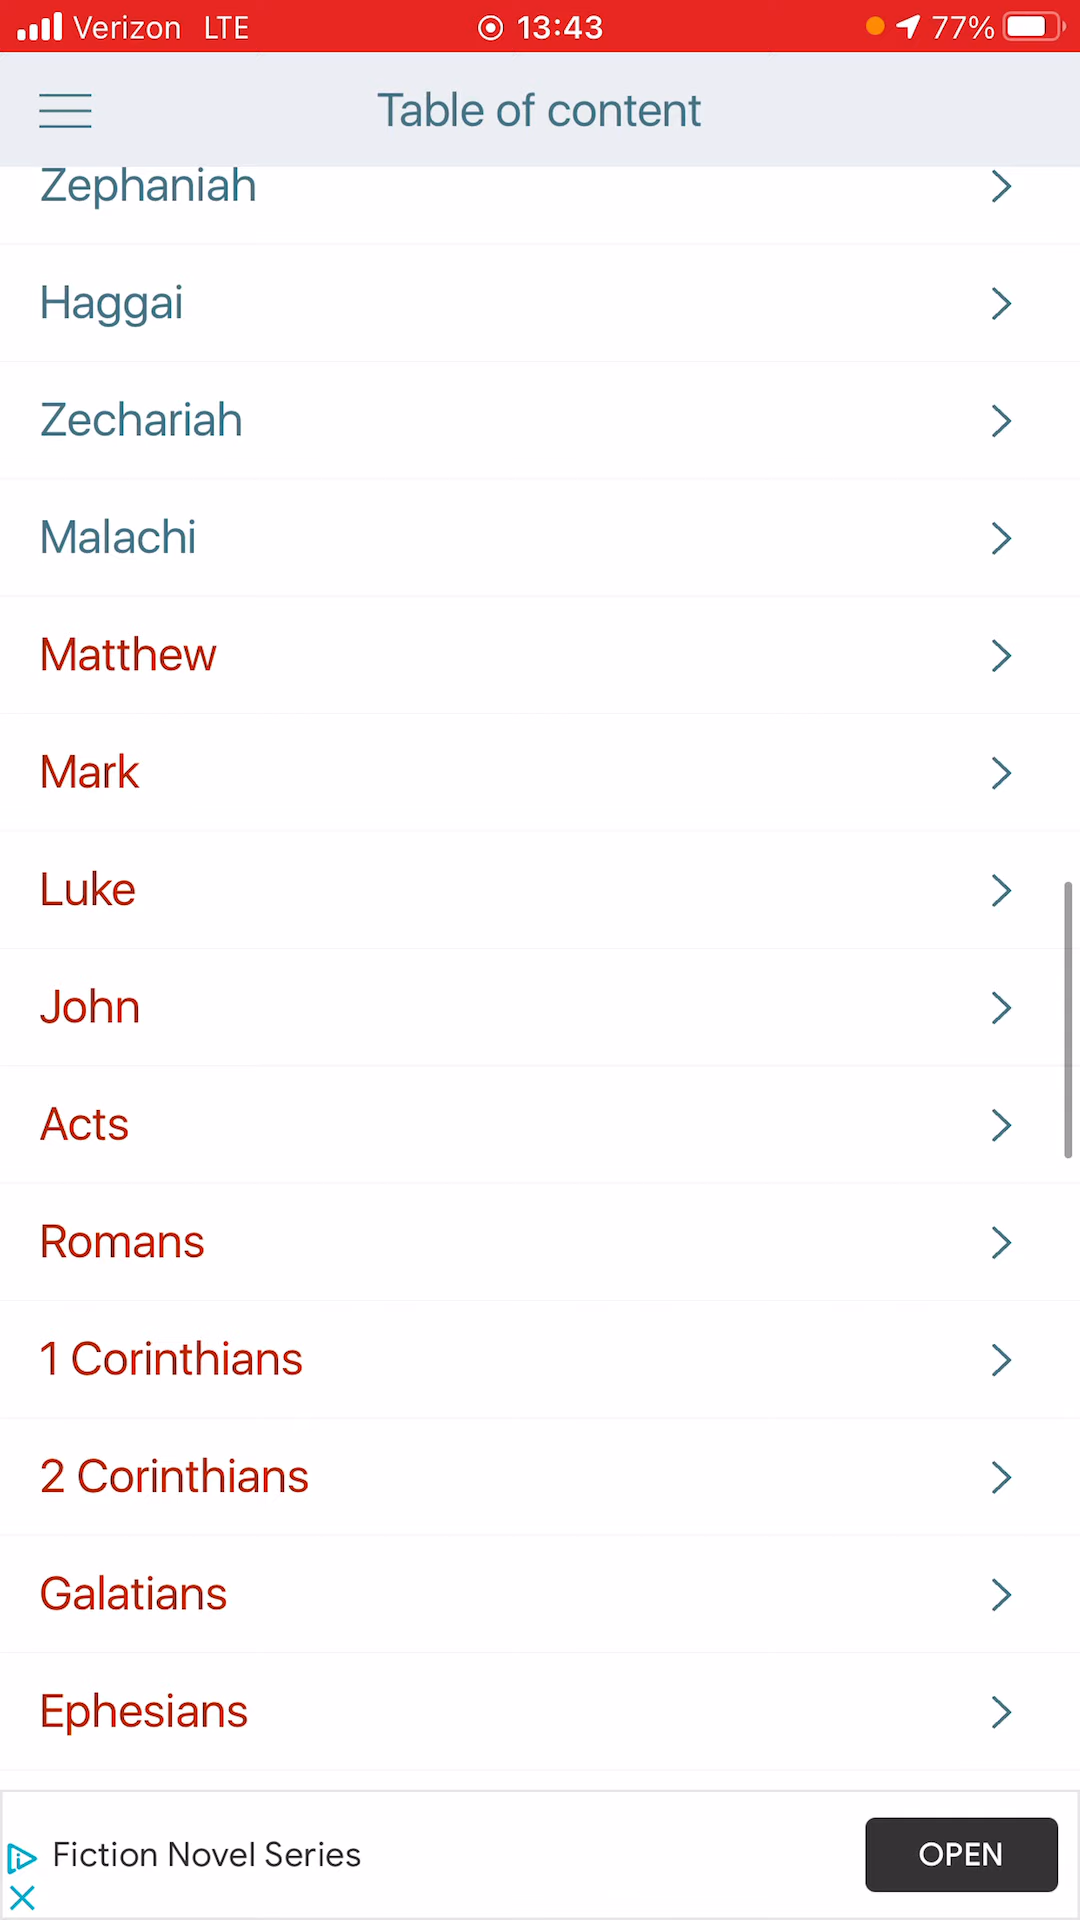 Verizon LTE 13:43 77%
Table of content
Zephaniah
Haggai
Zechariah
Malachi
Matthew
Mark
Luke
John
Acts
Romans
1 Corinthians
2 Corinthians
Galatians
Ephesians
Fiction Novel Series
OPEN